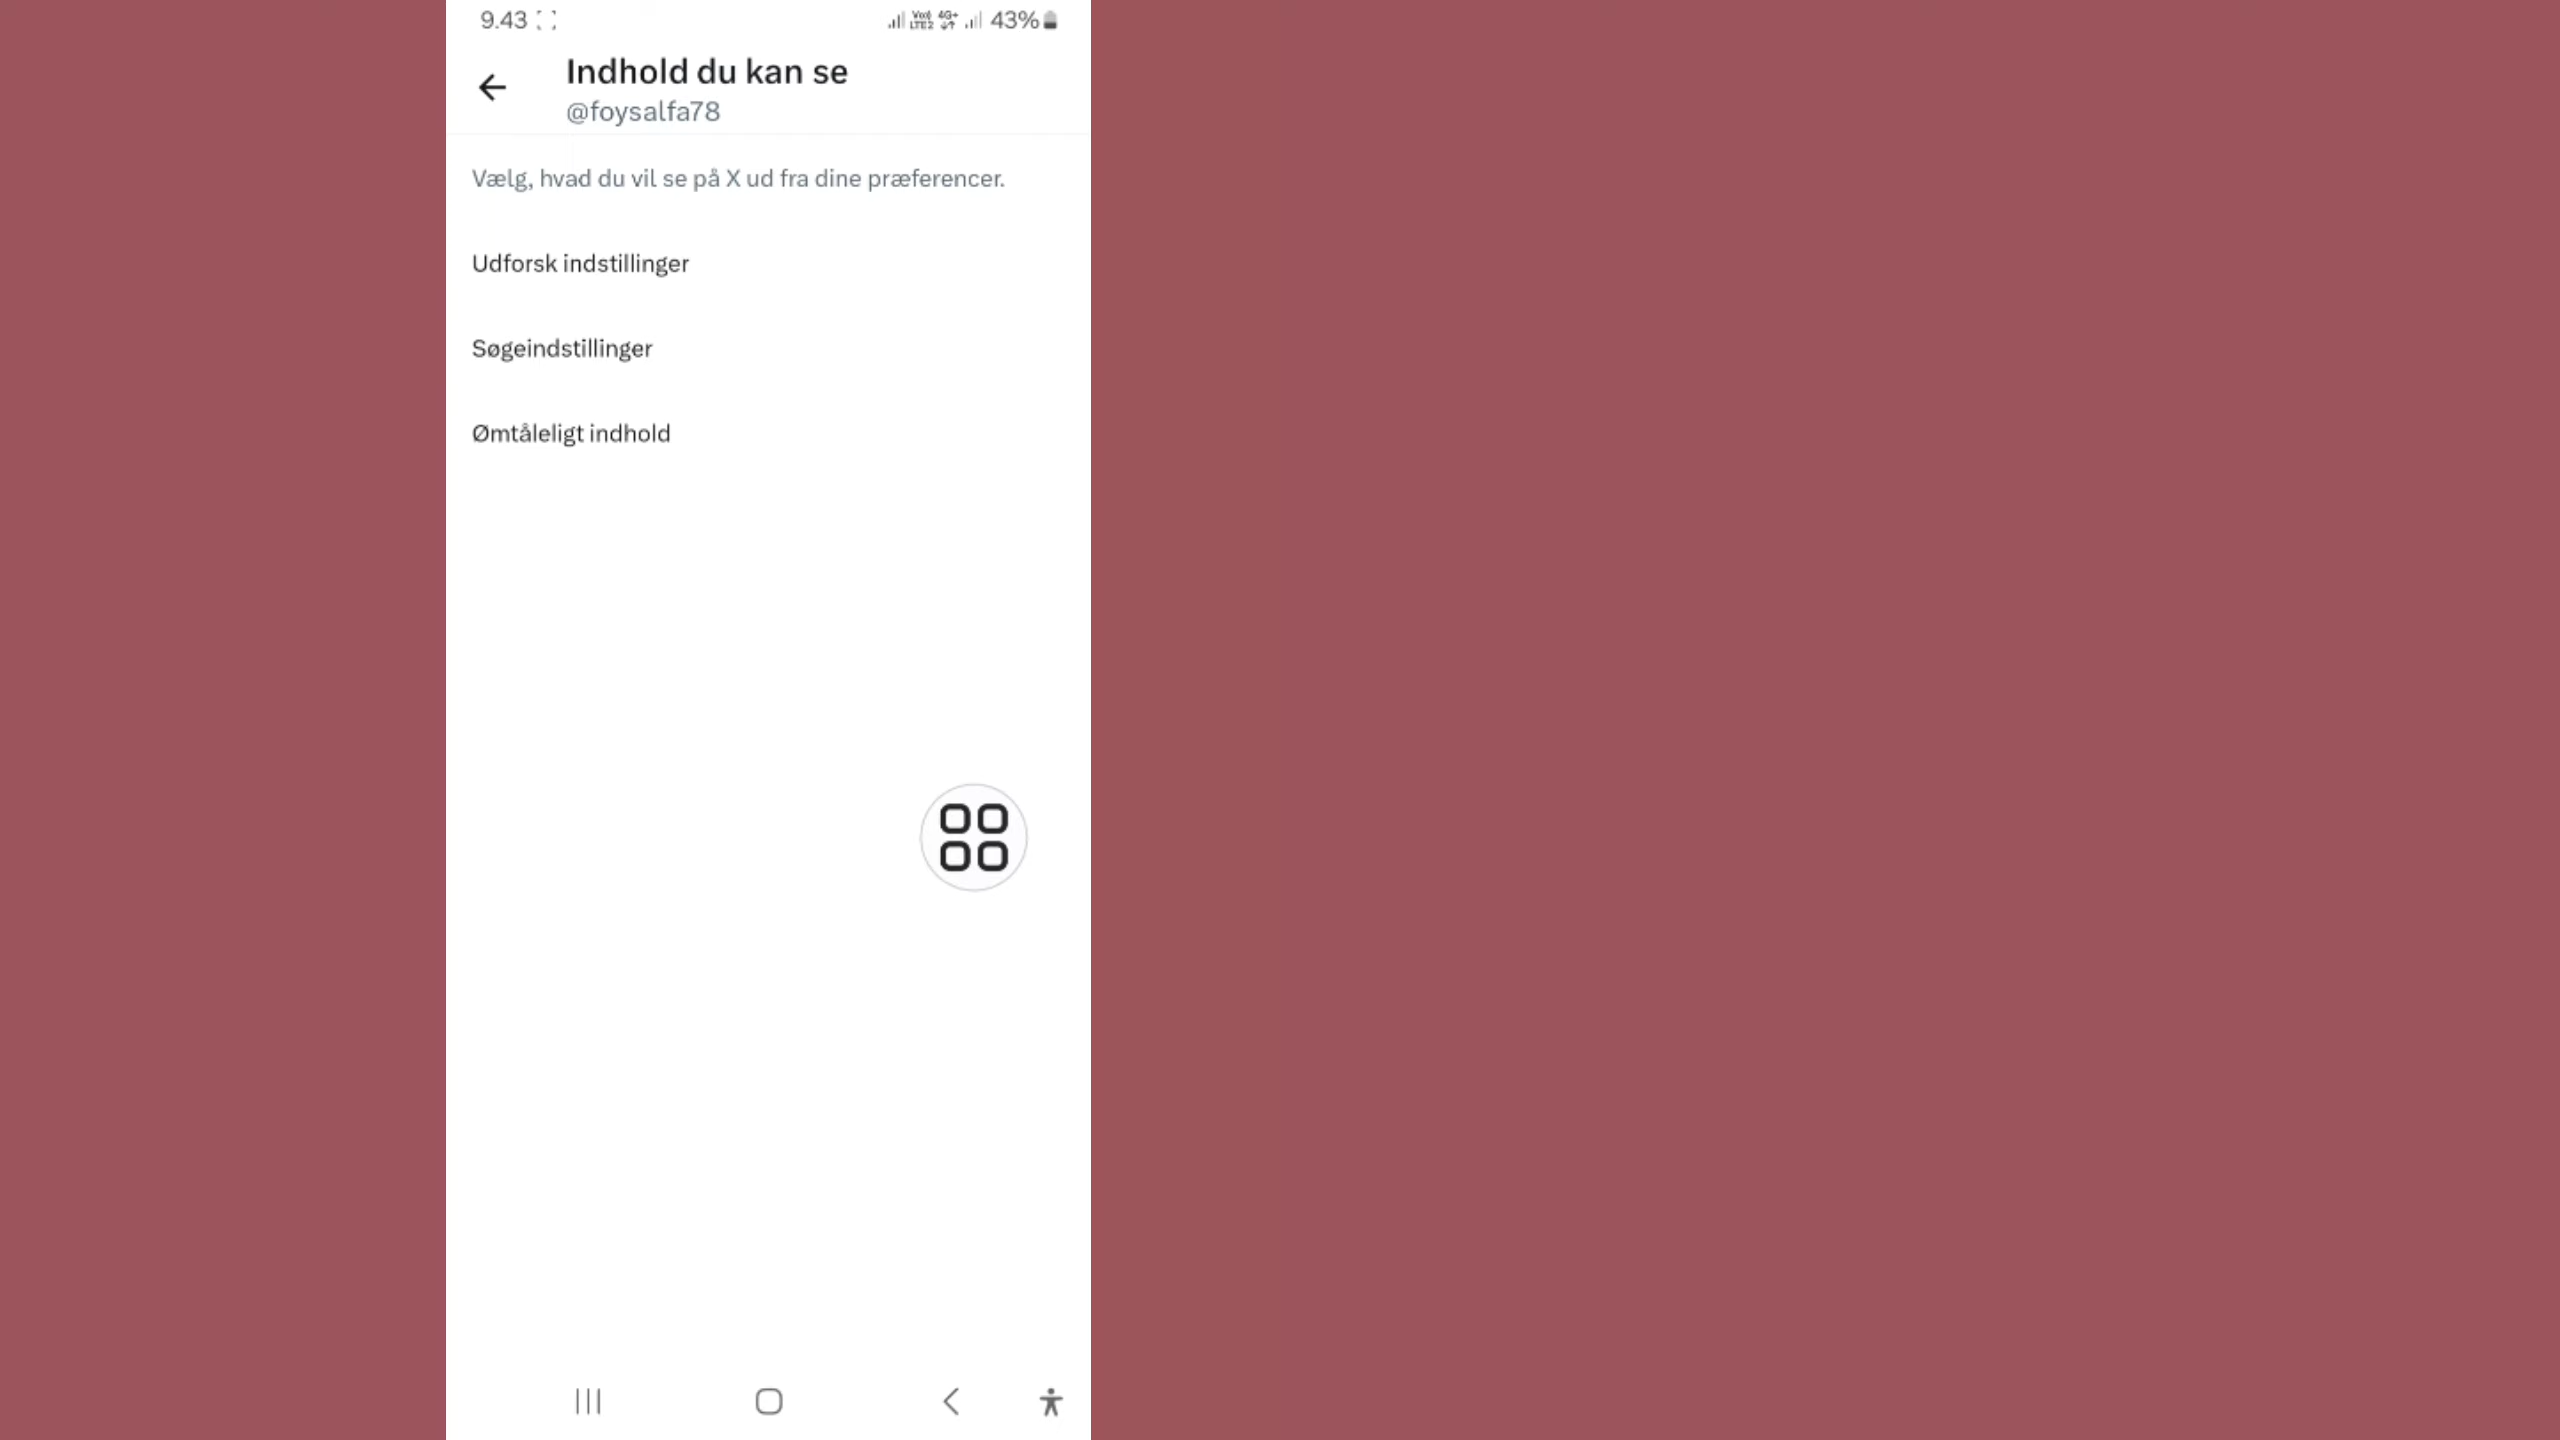 9.43
43%
Indhold du kan se
@foysalfa78
Vælg, hvad du vil se på X ud fra dine præferencer.
Udforsk indstillinger
Søgeindstillinger
Ømtåleligt indhold